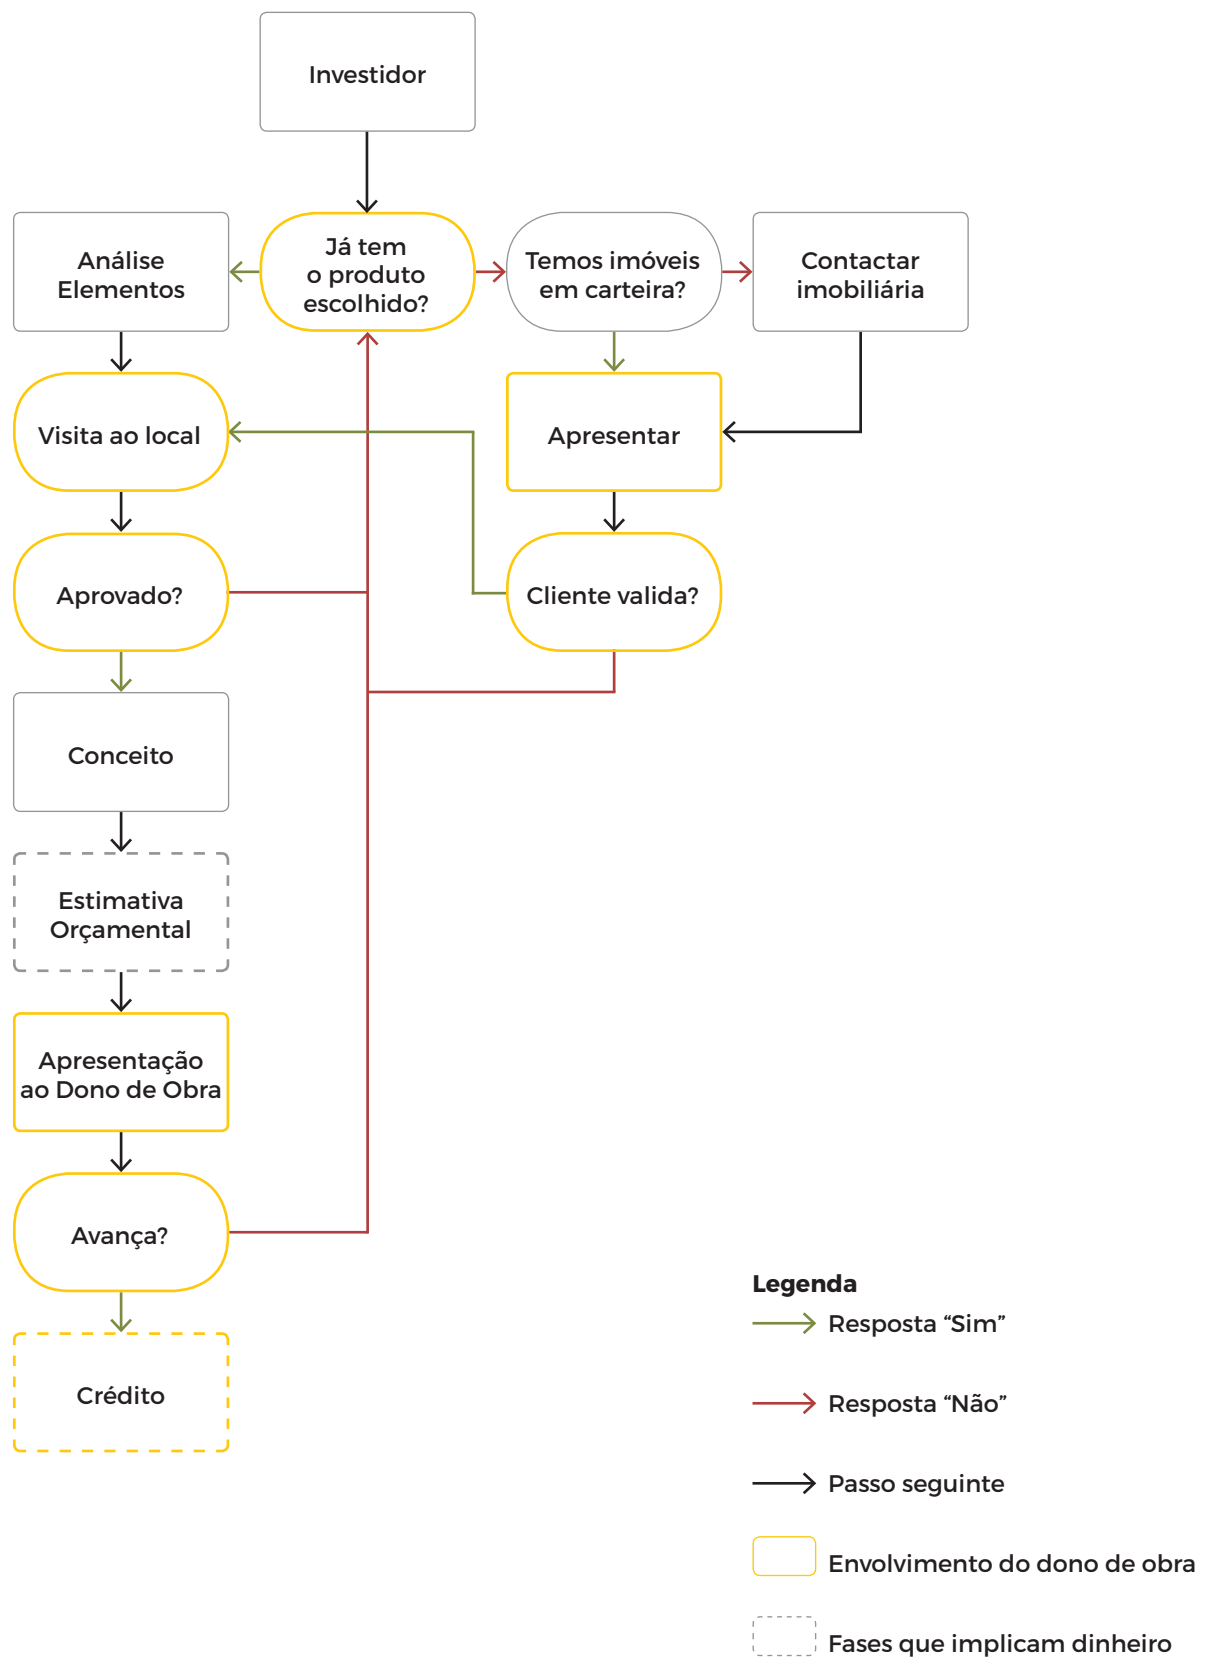 Investidor
Análise
Elementos
Já tem
o produto
escolhido?
Temos imóveis
em carteira?
Contactar
imobiliária
Visita ao local
Apresentar
Aprovado?
Cliente valida?
Conceito
Estimativa
Orçamental
Apresentação
ao Dono de Obra
Avança?
Crédito
Legenda
Resposta “Sim”
Resposta “Não”
Passo seguinte
Envolvimento do dono de obra
Fases que implicam dinheiro